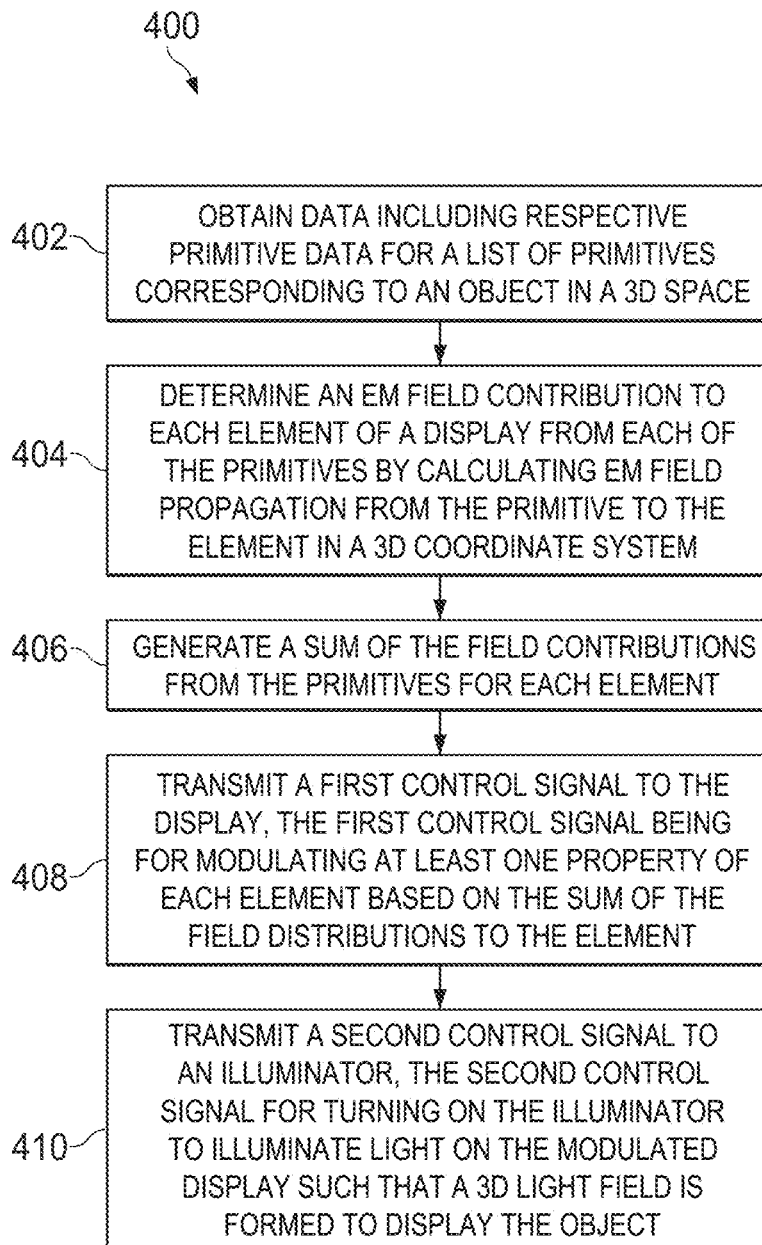 400
402
OBTAIN DATA INCLUDING RESPECTIVE
PRIMITIVE DATA FOR A LIST OF PRIMITIVES
CORRESPONDING TO AN OBJECT IN A 3D SPACE
404
DETERMINE AN EM FIELD CONTRIBUTION TO
EACH ELEMENT OF A DISPLAY FROM EACH OF
THE PRIMITIVES BY CALCULATING EM FIELD
PROPAGATION FROM THE PRIMITIVE TO THE
ELEMENT IN A 3D COORDINATE SYSTEM
406
GENERATE A SUM OF THE FIELD CONTRIBUTIONS
FROM THE PRIMITIVES FOR EACH ELEMENT
408
TRANSMIT A FIRST CONTROL SIGNAL TO THE
DISPLAY, THE FIRST CONTROL SIGNAL BEING
FOR MODULATING AT LEAST ONE PROPERTY OF
EACH ELEMENT BASED ON THE SUM OF THE
FIELD DISTRIBUTIONS TO THE ELEMENT
410
TRANSMIT A SECOND CONTROL SIGNAL TO
AN ILLUMINATOR, THE SECOND CONTROL
SIGNAL FOR TURNING ON THE ILLUMINATOR
TO ILLUMINATE LIGHT ON THE MODULATED
DISPLAY SUCH THAT A 3D LIGHT FIELD IS
FORMED TO DISPLAY THE OBJECT